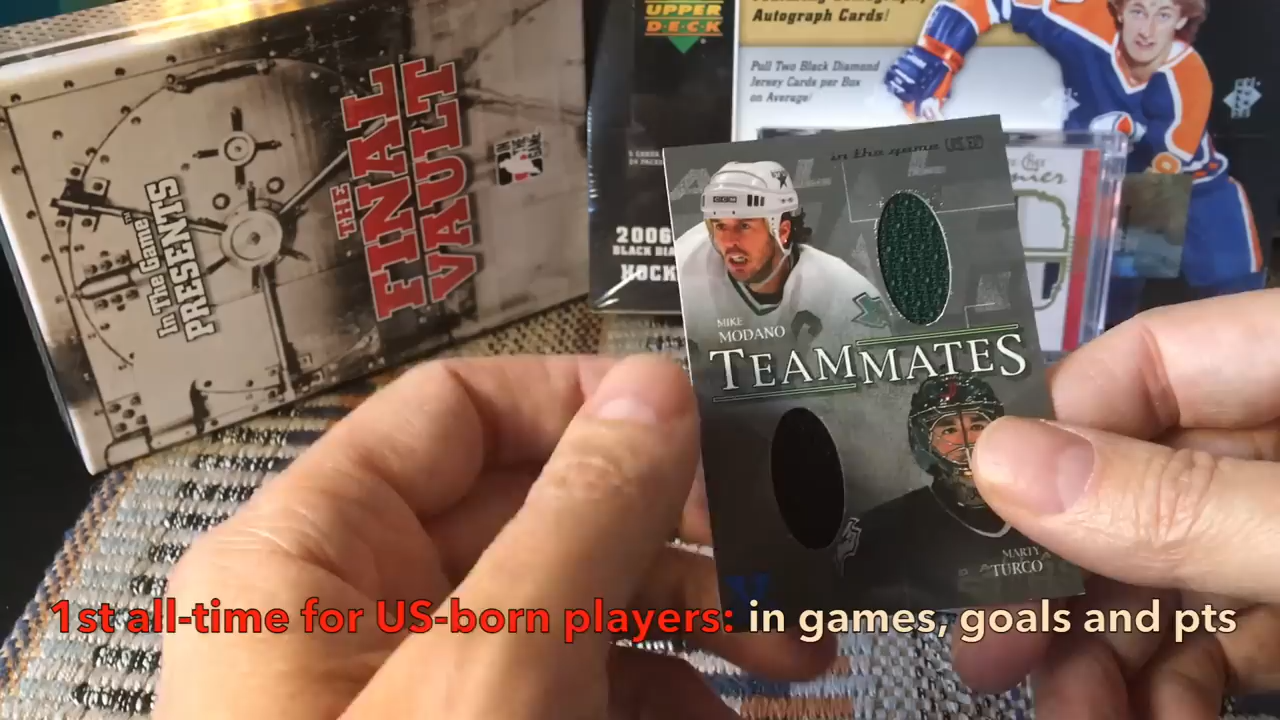 In The Game
PRESENTS
THE
FINAL
VAULT
UPPER
DECK
2006
BLACK
HOCK
Autograph Cards!
Pull Two Black Diamond
Jersey Cards per Box
on Average!
in the game
CCM
MIKE
MODANO
TEAMMATES
MARTY
TURCO
1st all-time for US-born players: in games, goals and pts